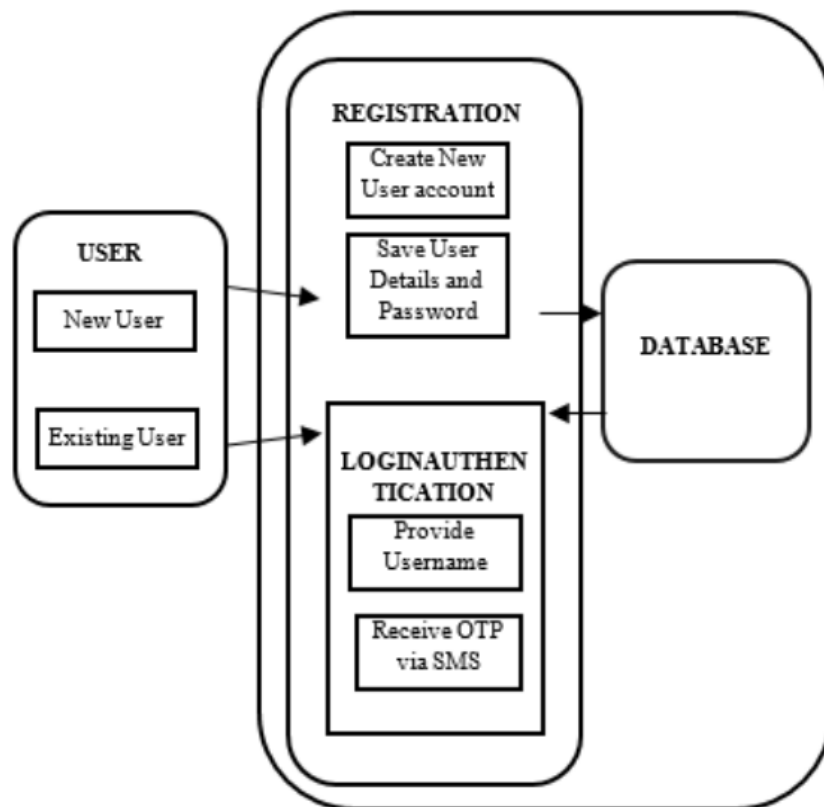 USER
New User
Existing User
REGISTRATION
Create New
User account
Save User
Details and
Password
LOGINAUTHEN
TICATION
Provide
Username
Receive OTP
via SMS
DATABASE